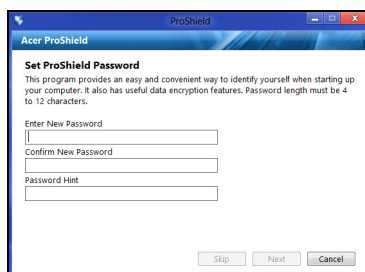 ProShield
Acer ProShield
Set ProShield Password
This program provides an easy and convenient way to identify yourself when starting up
your computer. It also has useful data encryption features. Password length must be 4
to 12 characters.
Enter New Password
Confirm New Password
Password Hint
Skip Next Cancel